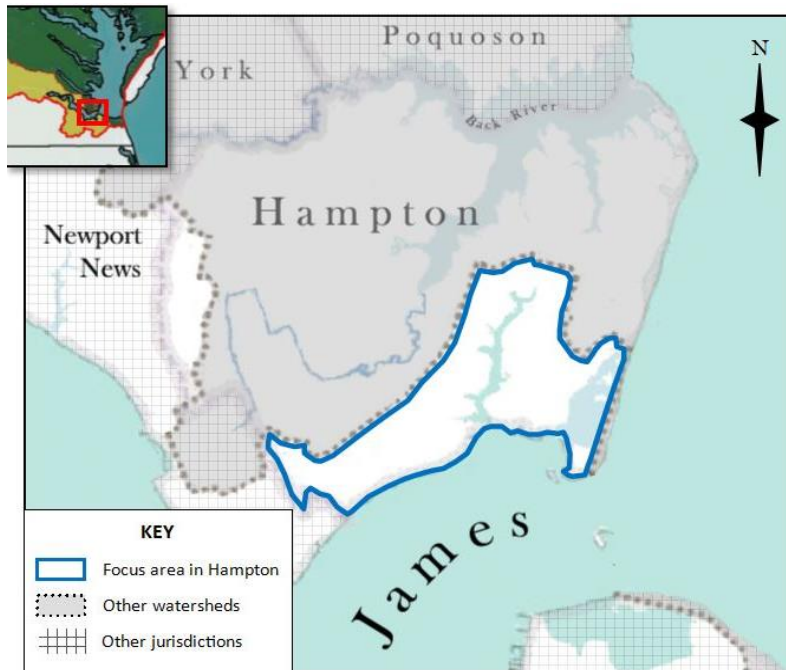 Poquoson
York
N
Back River
Hampton
Newport
News
James
KEY
Focus area in Hampton
Other watersheds
Other jurisdictions